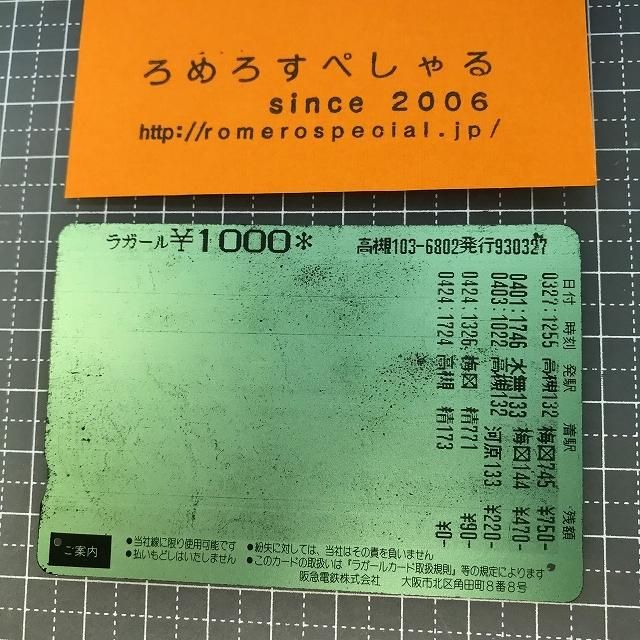 ろめろすぺしゃる
since 2006
http://romerospecial.jp/
ラガール ¥1000* 高槻103-6802発行930327
日付 時刻 発駅 着駅 残額
0327:1255 高槻132 梅図745 ¥750-
0401:1746 水無133 梅図144 ¥470-
0403:1022 高槻132 河原133 ¥220-
0424 1326 梅図 精771 ¥90-
0424 1724 高槻 精173 ¥0-
ご案内
●当社線に限り使用可能です ●紛失に対しては、当社はその責を負いません
●払いもどしはいたしません ●このカードの取扱いは「ラガールカード取扱規則」等の規定によります
阪急電鉄株式会社 大阪市北区角田町8番8号